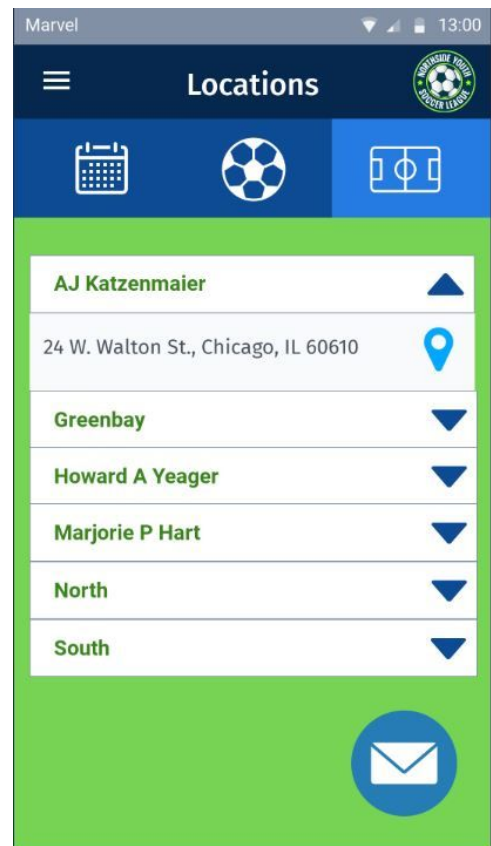 Marvel 13:00
Locations
NORTHSIDE YOUTH
SOCCER LEAGUE
AJ Katzenmaier
24 W. Walton St., Chicago, IL 60610
Greenbay
Howard A Yeager
Marjorie P Hart
North
South